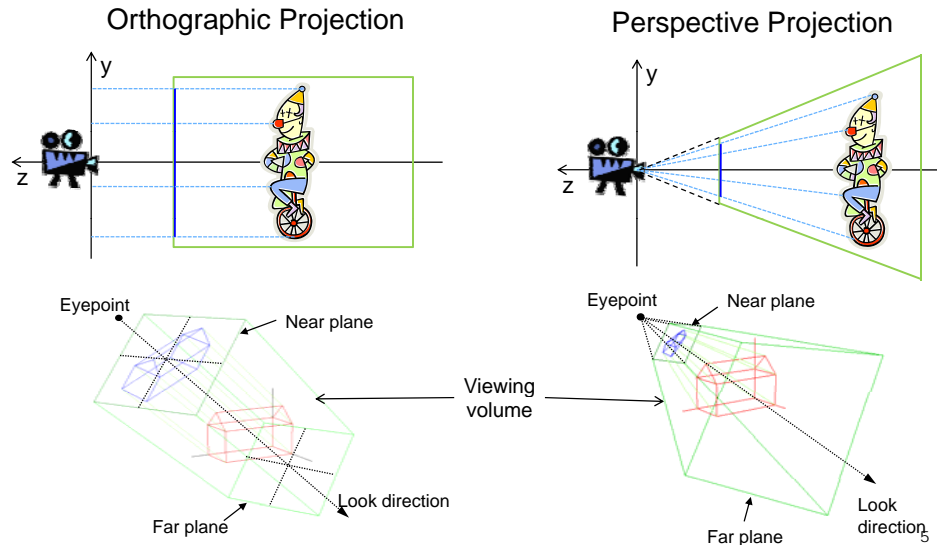 Orthographic Projection
Perspective Projection
y
z
y
z
Eyepoint
Near plane
Viewing
volume
Far plane
Look direction
Eyepoint
Near plane
Look
direction
Far plane
5